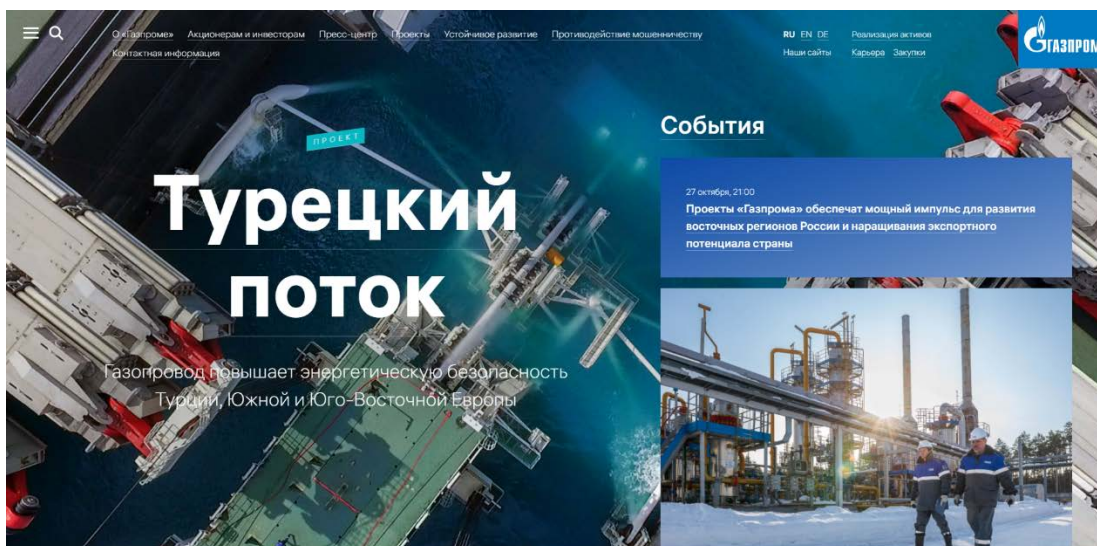 О «Газпроме» Акционерам и инвесторам Пресс-центр Проекты Устойчивое развитие Противодействие мошенничеству
Контактная информация
RU EN DE Реализация активов
Наши сайты Карьера Закупки
ГАЗПРОМ
ПРОЕКТ
Турецкий
поток
Газопровод повышает энергетическую безопасность
Турции, Южной и Юго-Восточной Европы
События
27 октября, 21:00
Проекты «Газпрома» обеспечат мощный импульс для развития
восточных регионов России и наращивания экспортного
потенциала страны